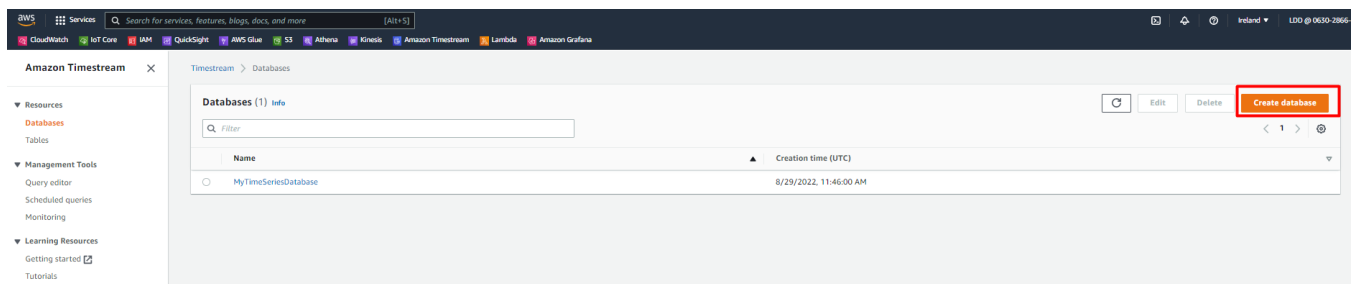 aws Services Search for services, features, blogs, docs, and more [Alt+S] Ireland ▼ LDD @ 0630-2866-
CloudWatch IoT Core IAM QuickSight AWS Glue S3 Athena Kinesis Amazon Timestream Lambda Amazon Grafana
Amazon Timestream
Timestream > Databases
▼ Resources
Databases
Tables
▼ Management Tools
Query editor
Scheduled queries
Monitoring
▼ Learning Resources
Getting started
Tutorials
Databases (1) Info
Edit Delete Create database
Filter
< 1 >
Name Creation time (UTC)
MyTimeSeriesDatabase 8/29/2022, 11:46:00 AM